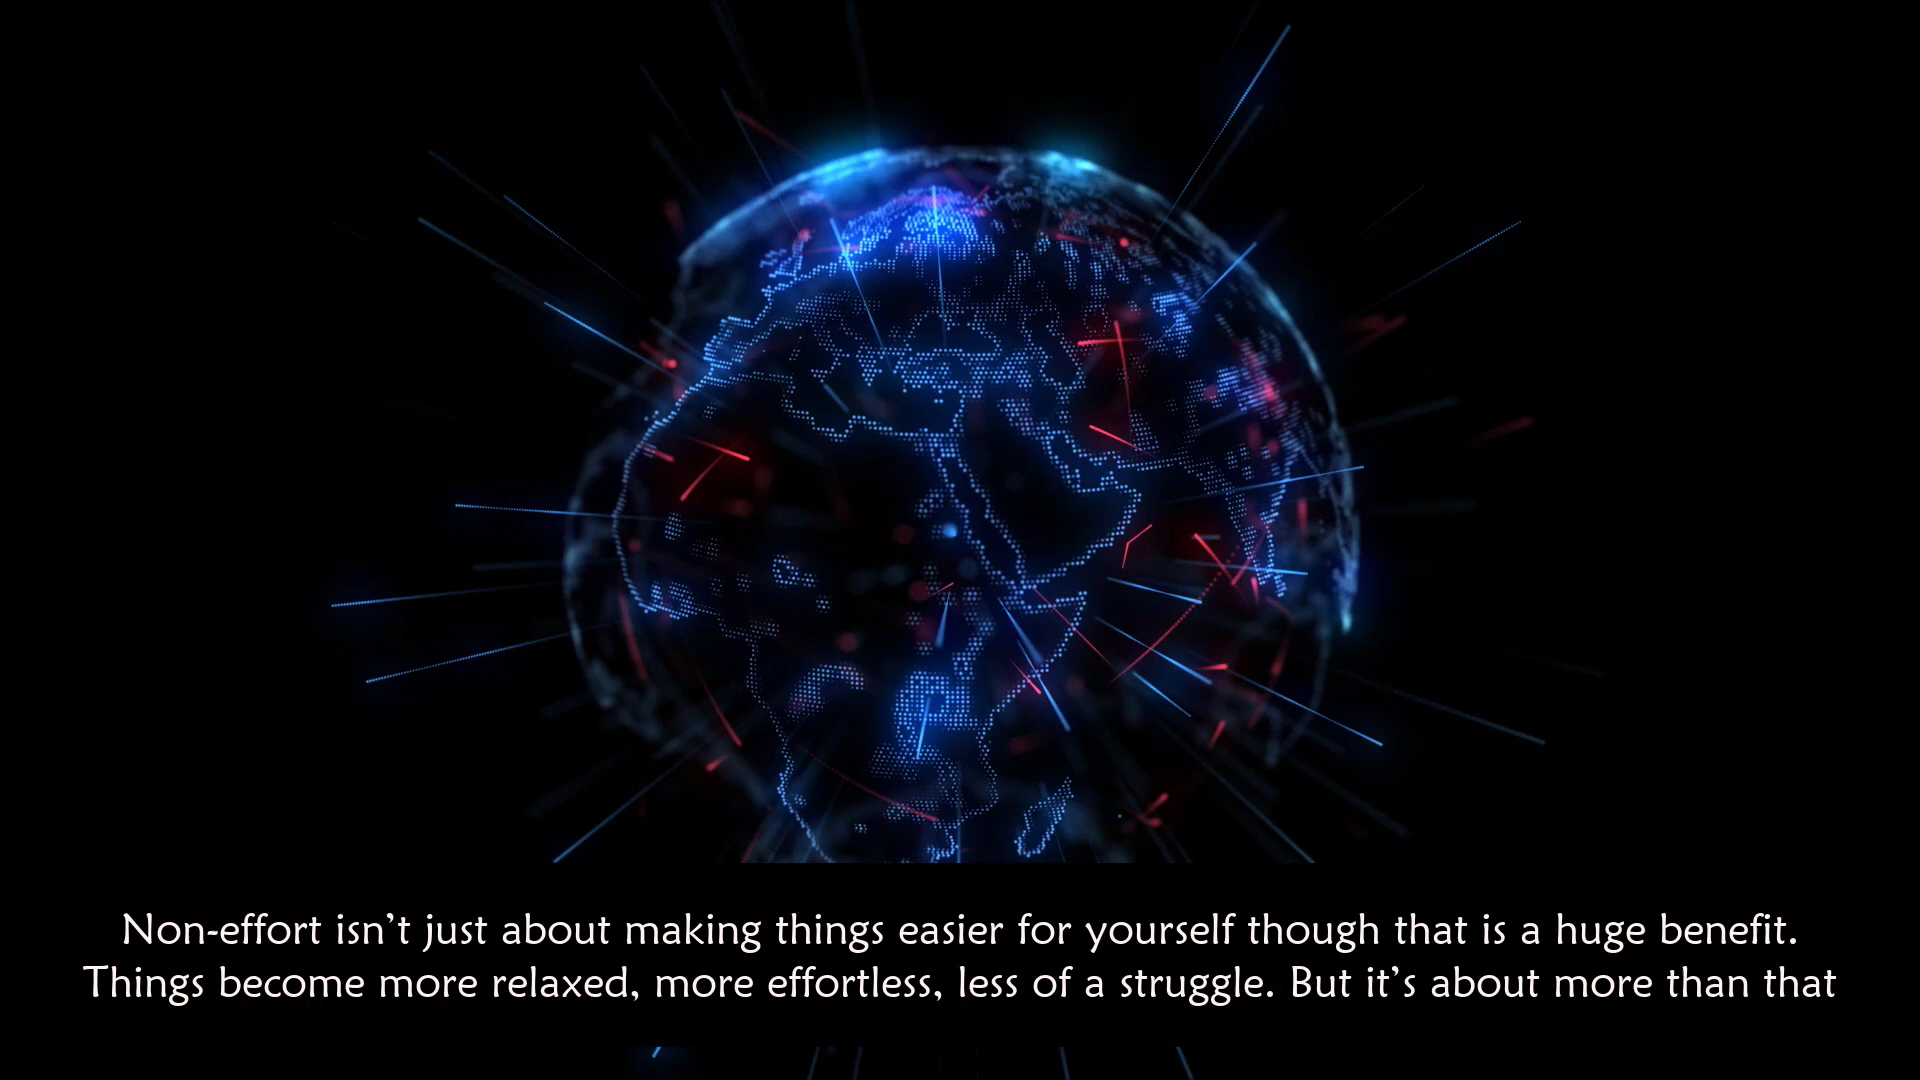 Non-effort isn’t just about making things easier for yourself though that is a huge benefit.
Things become more relaxed, more effortless, less of a struggle. But it’s about more than that